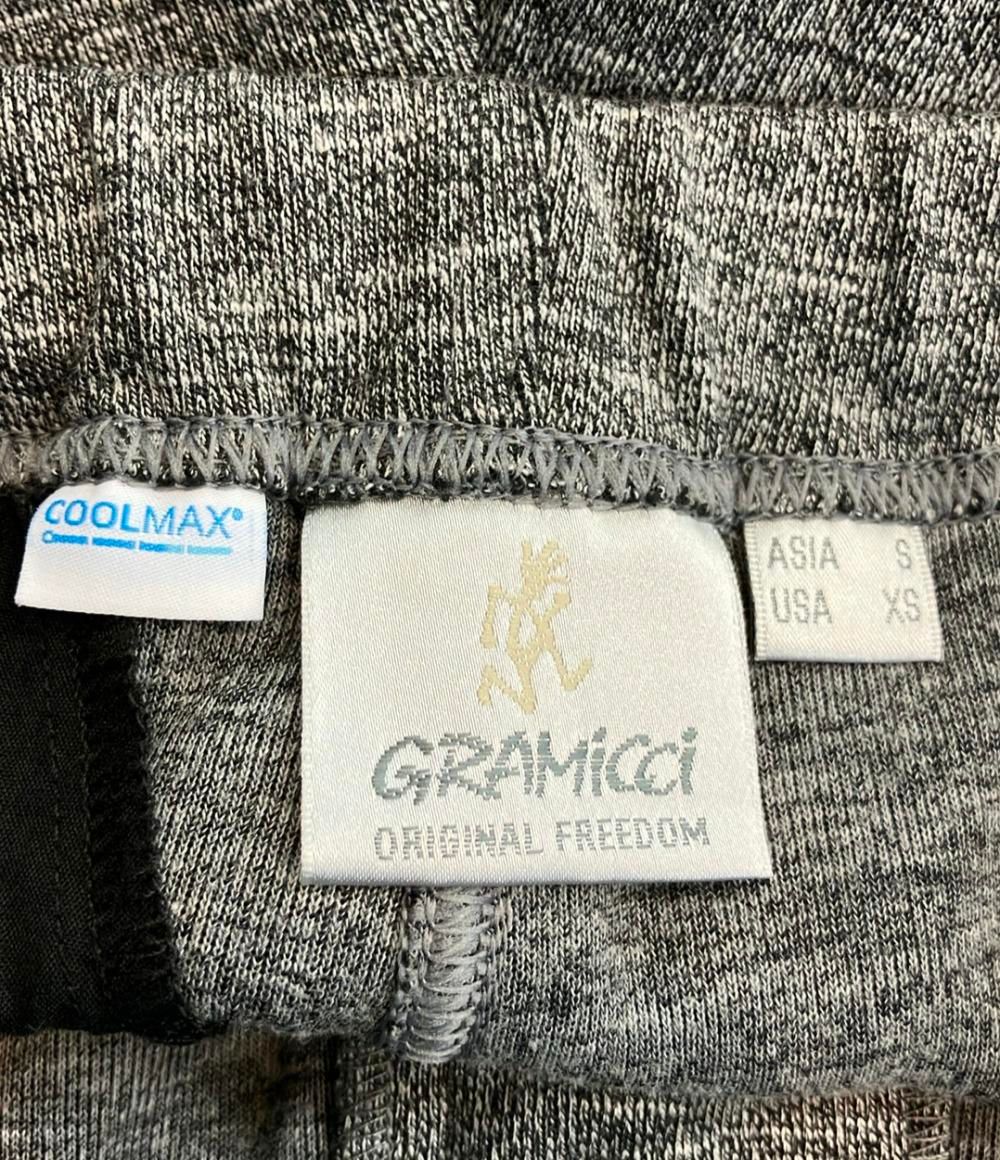 COOLMAX®
GRAMiCCi
ORIGINAL FREEDOM
ASIA S
USA XS